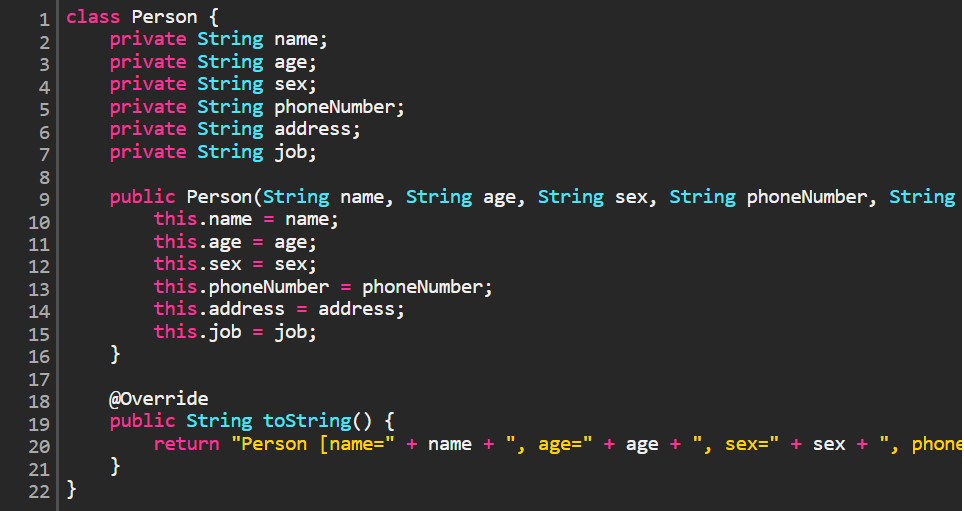 1 class Person {
2     private String name;
3     private String age;
4     private String sex;
5     private String phoneNumber;
6     private String address;
7     private String job;
8
9     public Person(String name, String age, String sex, String phoneNumber, String
10         this.name = name;
11         this.age = age;
12         this.sex = sex;
13         this.phoneNumber = phoneNumber;
14         this.address = address;
15         this.job = job;
16     }
17
18     @Override
19     public String toString() {
20         return "Person [name=" + name + ", age=" + age + ", sex=" + sex + ", phone
21     }
22 }